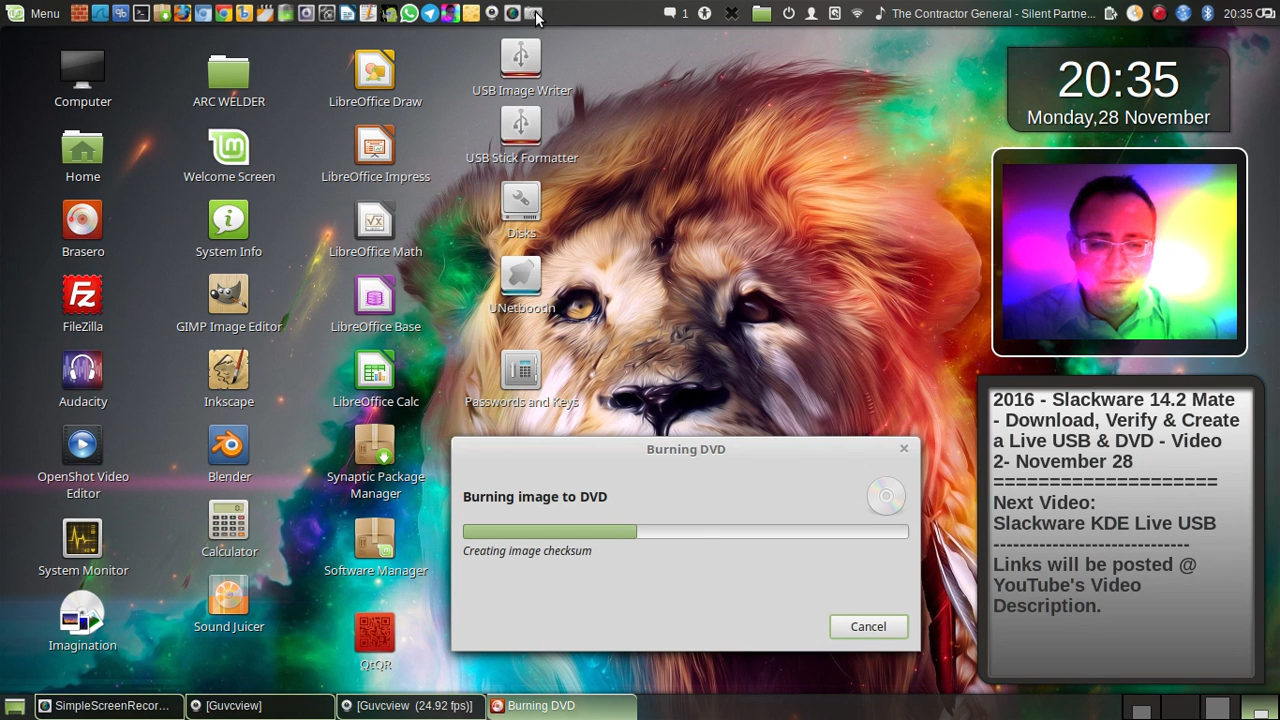 Menu
1
The Contractor General - Silent Partne...
20:35
Computer
Home
Brasero
FileZilla
Audacity
OpenShot Video
Editor
System Monitor
Imagination
ARC WELDER
Welcome Screen
System Info
GIMP Image Editor
Inkscape
Blender
Calculator
Sound Juicer
LibreOffice Draw
LibreOffice Impress
LibreOffice Math
LibreOffice Base
LibreOffice Calc
Synaptic Package
Manager
Software Manager
QtQR
USB Image Writer
USB Stick Formatter
Disks
UNetbootin
Passwords and Keys
20:35
Monday,28 November
2016 - Slackware 14.2 Mate
- Download, Verify & Create
a Live USB & DVD - Video
2- November 28
====================
Next Video:
Slackware KDE Live USB
------------------------------
Links will be posted @
YouTube's Video
Description.
Burning DVD
Burning image to DVD
Creating image checksum
Cancel
SimpleScreenRecor...
[Guvcview]
[Guvcview (24.92 fps)]
Burning DVD